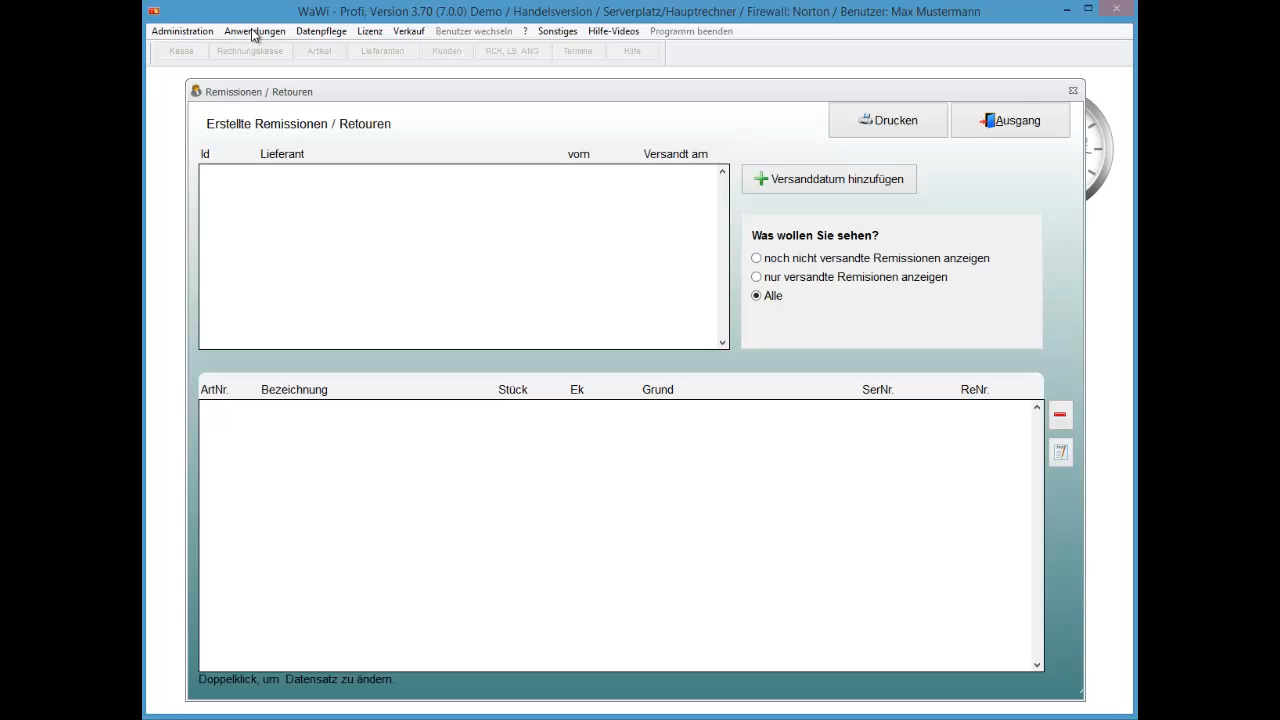 WaWi - Profi, Version 3.70 (7.0.0) Demo / Handelsversion / Serverplatz/Hauptrechner / Firewall: Norton / Benutzer: Max Mustermann
Administration Anwendungen Datenpflege Lizenz Verkauf Benutzer wechseln ? Sonstiges Hilfe-Videos Programm beenden
Kasse Rechnungskasse Artikel Lieferanten Kunden RCH, LS, ANG Termine Hilfe
Remissionen / Retouren
Erstellte Remissionen / Retouren
Drucken Ausgang
Id Lieferant vom Versandt am
Versanddatum hinzufügen
Was wollen Sie sehen?
noch nicht versandte Remissionen anzeigen
nur versandte Remisionen anzeigen
Alle
ArtNr. Bezeichnung Stück Ek Grund SerNr. ReNr.
Doppelklick, um Datensatz zu ändern.